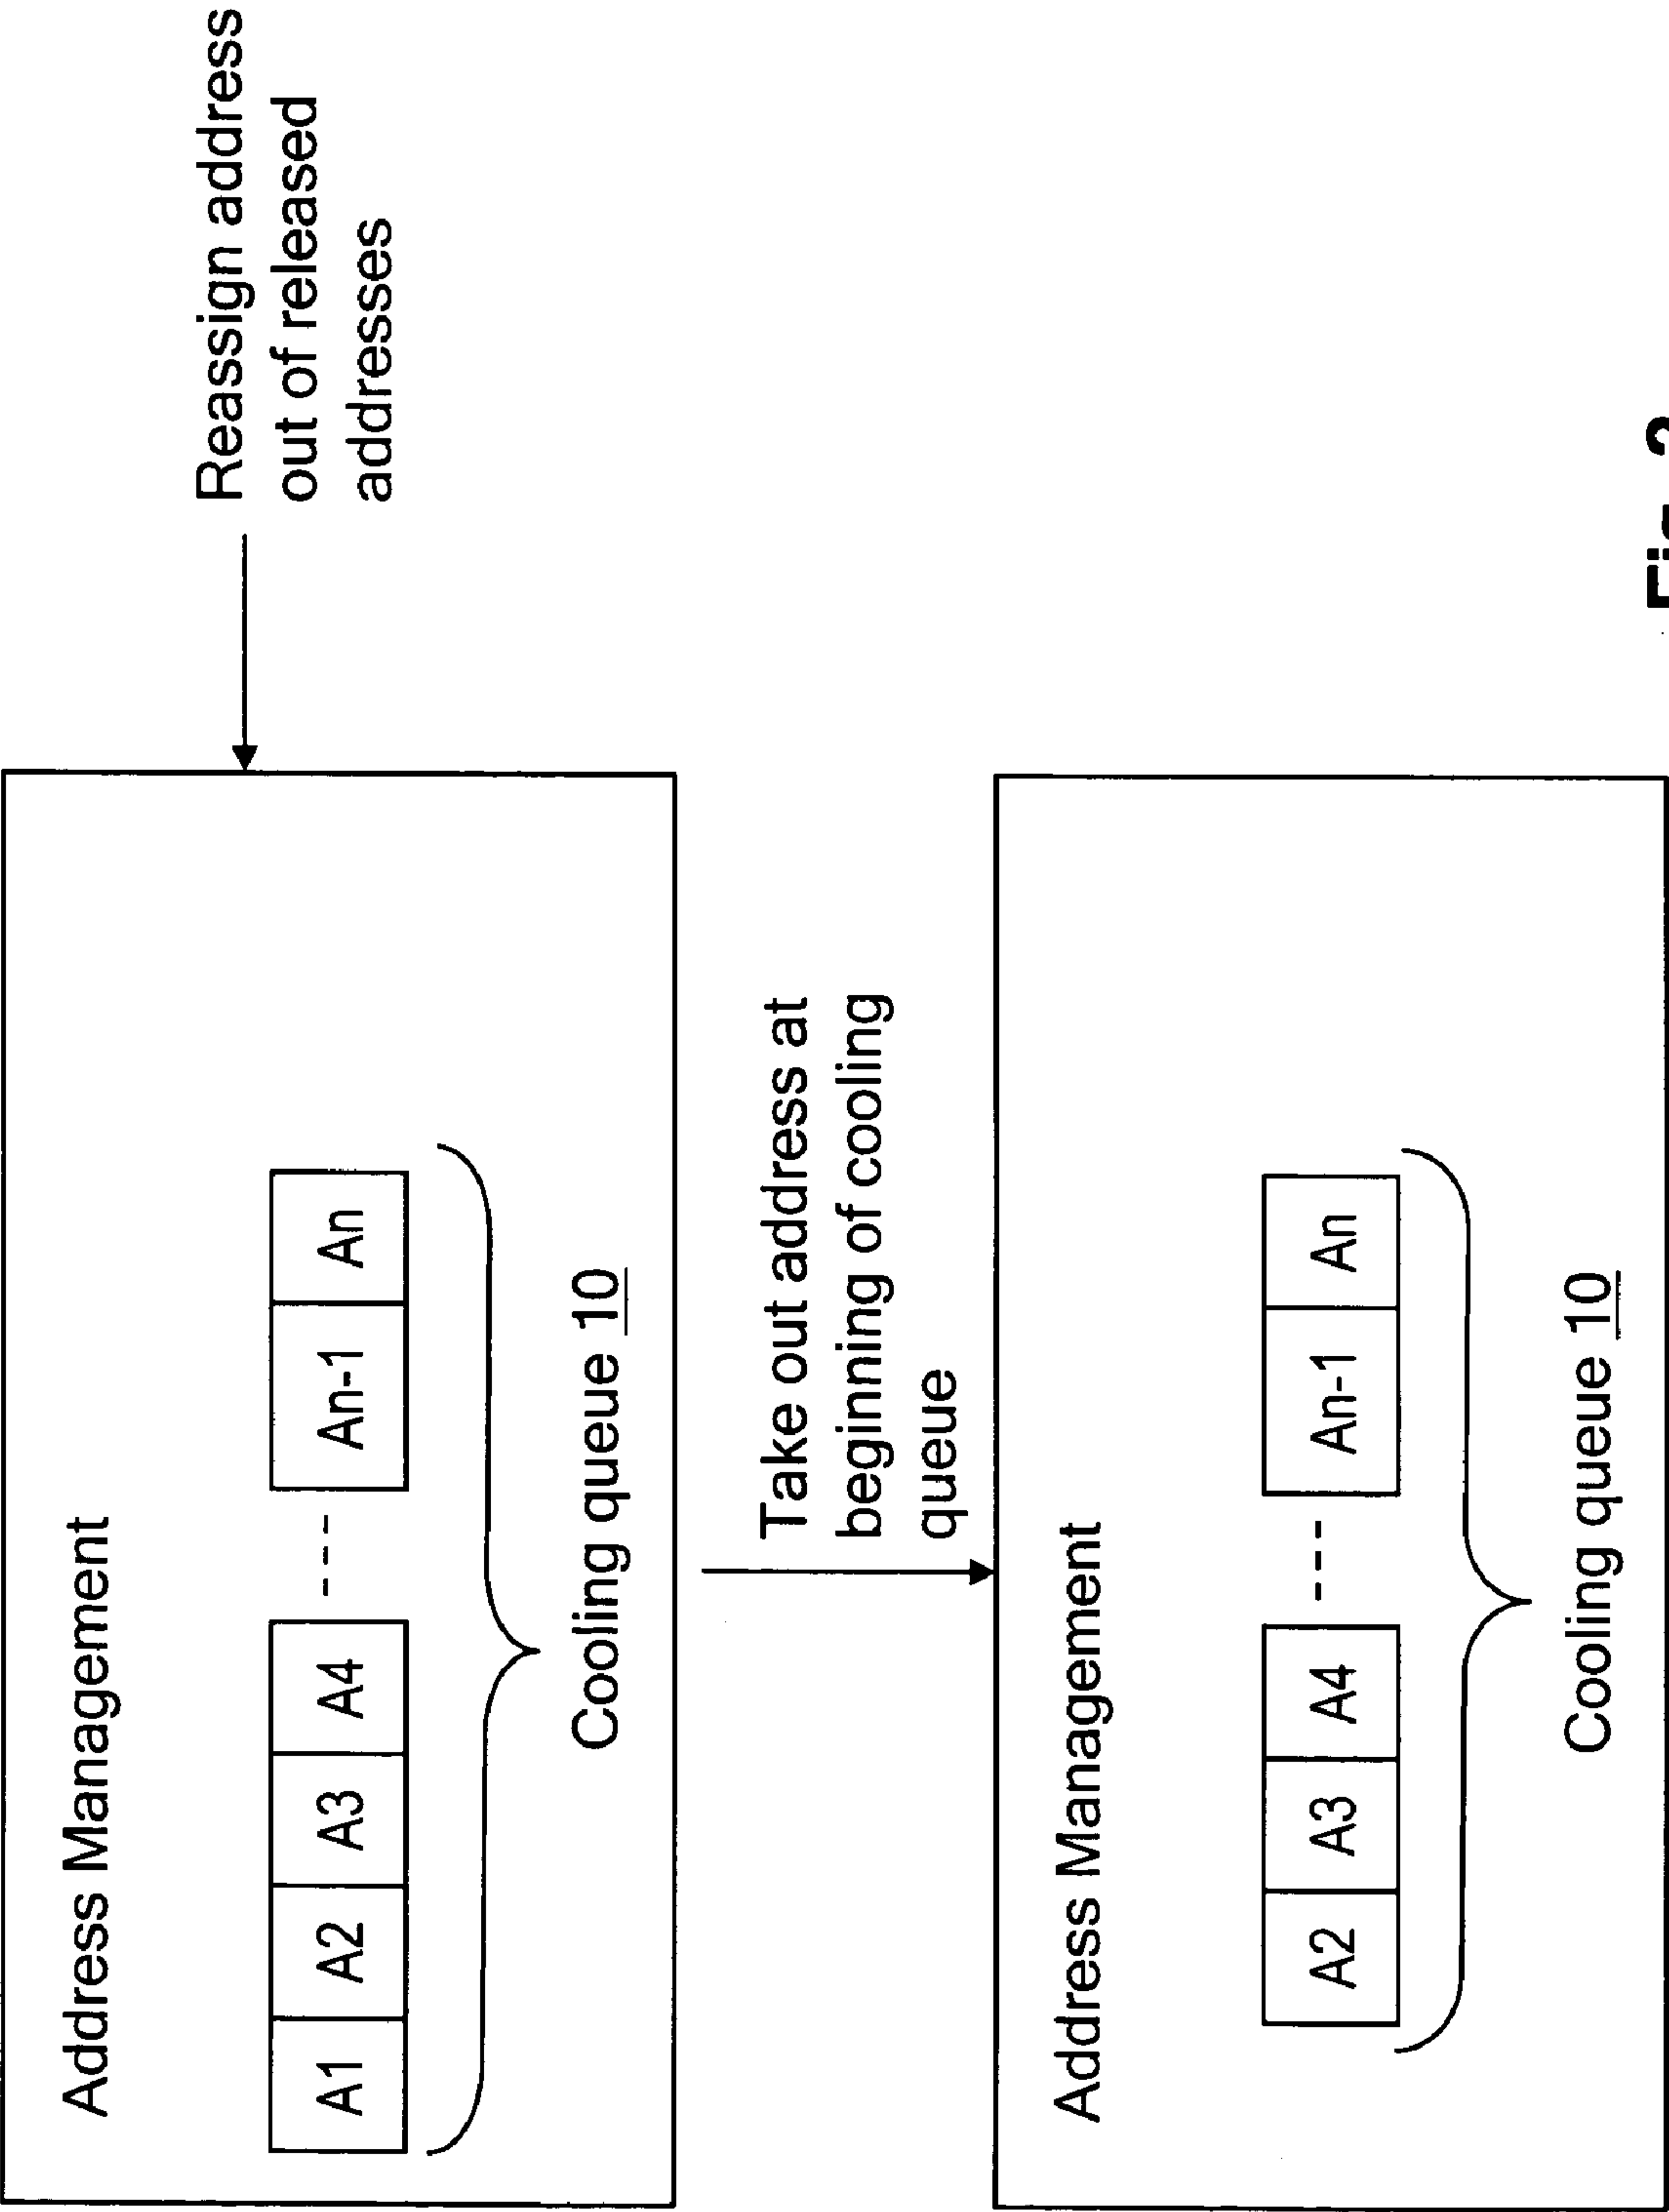 Address Management
A1 A2 A3 A4 --- An-1 An
Cooling queue 10
Reassign address
out of released
addresses
Take out address at
beginning of cooling
queue
Address Management
A2 A3 A4 --- An-1 An
Cooling queue 10